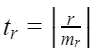 t_r = | r / m_r |